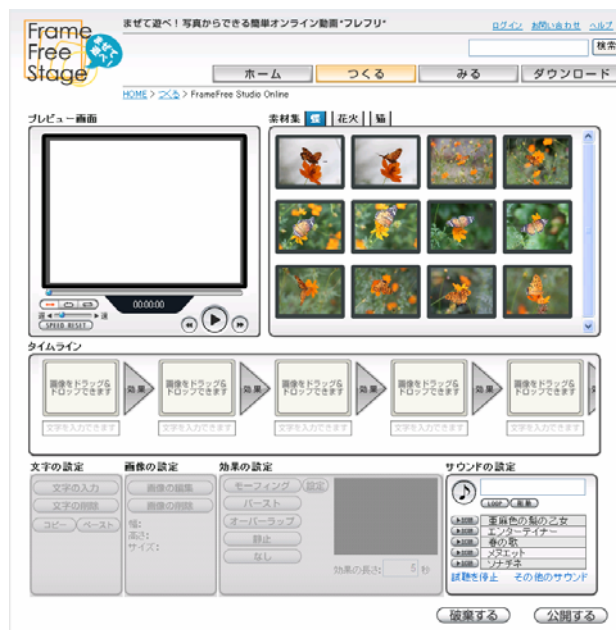 Frame Free Stage
まぜて遊べ！写真からできる簡単オンライン動画"フレフリ"
ログイン お問い合わせ ヘルプ
検索
ホーム つくる みる ダウンロード
HOME > つくる > FrameFree Studio Online
プレビュー画面
素材集 蝶 花火 猫
00:00:00
遅 速
SPEED RESET
タイムライン
画像をドラッグ&ドロップできます 効果 画像をドラッグ&ドロップできます 効果 画像をドラッグ&ドロップできます 効果 画像をドラッグ&ドロップできます 効果 画像をドラッグ&ドロップできます
文字を入力できます 文字を入力できます 文字を入力できます 文字を入力できます 文字を入力できます
文字の設定 画像の設定 効果の設定 サウンドの設定
文字の入力 画像の編集 モーフィング 設定
文字の削除 画像の削除 バースト
コピー ペースト 幅: オーバーラップ
高さ: 静止
サイズ: なし
効果の長さ: 5 秒
LOOP 削除
試聴 亜麻色の髪の乙女
試聴 エンターテイナー
試聴 春の歌
試聴 メヌエット
試聴 ソナチネ
試聴を停止 その他のサウンド
破棄する 公開する